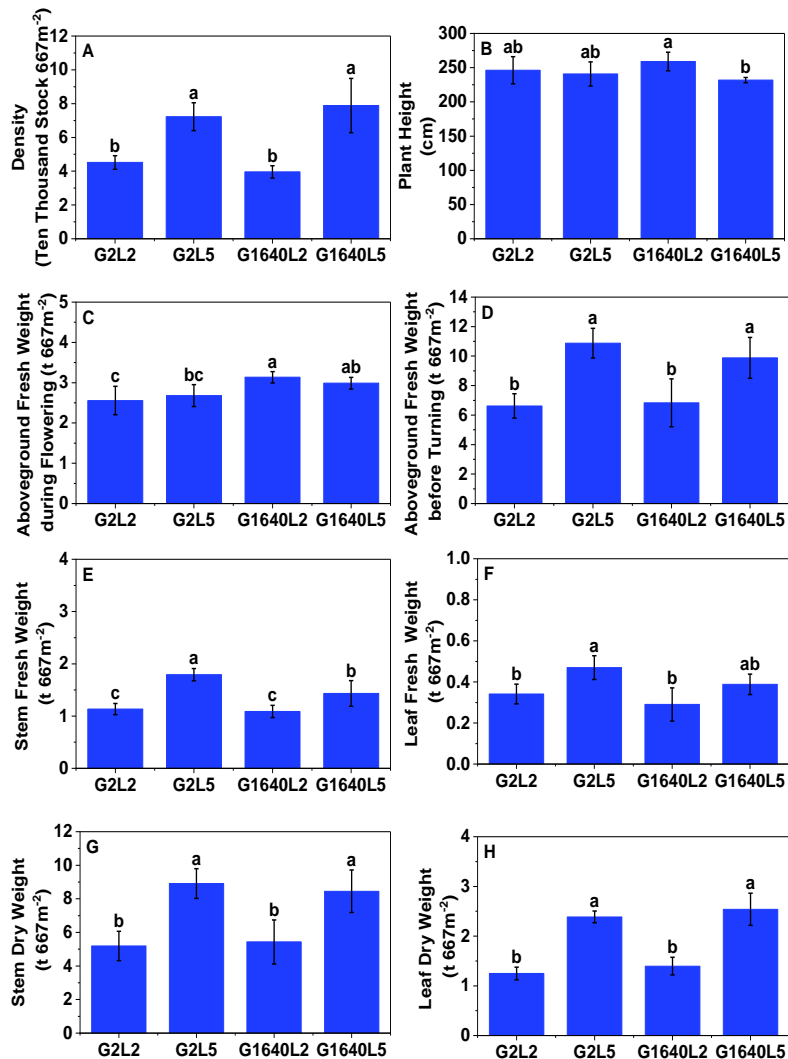 A
Density
(Ten Thousand Stock 667m⁻²)
12
10
8
6
4
2
0
b
a
b
a
G2L2 G2L5 G1640L2 G1640L5
B
Plant Height
(cm)
300
250
200
150
100
50
0
ab
ab
a
b
G2L2 G2L5 G1640L2 G1640L5
C
Aboveground Fresh Weight
during Flowering (t 667m⁻²)
5
4
3
2
1
0
c
bc
a
ab
G2L2 G2L5 G1640L2 G1640L5
D
Aboveground Fresh Weight
before Turning (t 667m⁻²)
14
12
10
8
6
4
2
0
b
a
b
a
G2L2 G2L5 G1640L2 G1640L5
E
Stem Fresh Weight
(t 667m⁻²)
4
3
2
1
0
c
a
c
b
G2L2 G2L5 G1640L2 G1640L5
F
Leaf Fresh Weight
(t 667m⁻²)
1.0
0.8
0.6
0.4
0.2
0.0
b
a
b
ab
G2L2 G2L5 G1640L2 G1640L5
G
Stem Dry Weight
(t 667m⁻²)
12
10
8
6
4
2
0
b
a
b
a
G2L2 G2L5 G1640L2 G1640L5
H
Leaf Dry Weight
(t 667m⁻²)
4
3
2
1
0
b
a
b
a
G2L2 G2L5 G1640L2 G1640L5